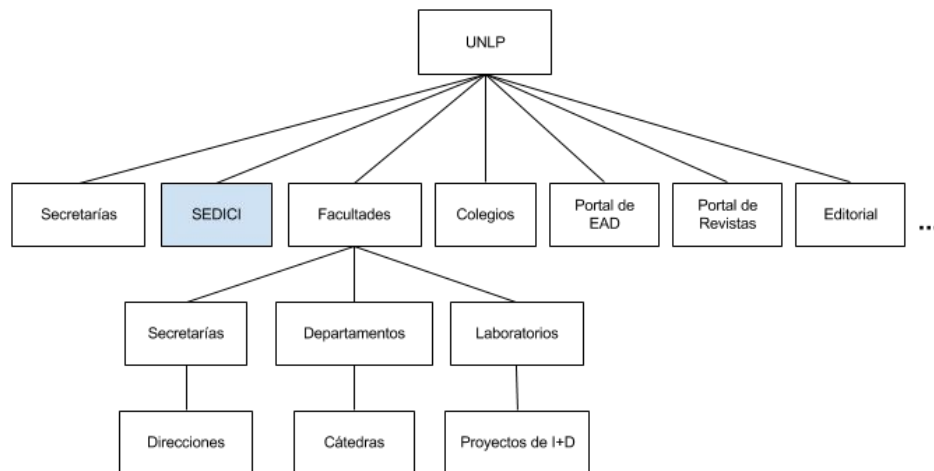 UNLP
Secretarías
SEDICI
Facultades
Colegios
Portal de
EAD
Portal de
Revistas
Editorial
...
Secretarías
Departamentos
Laboratorios
Direcciones
Cátedras
Proyectos de I+D